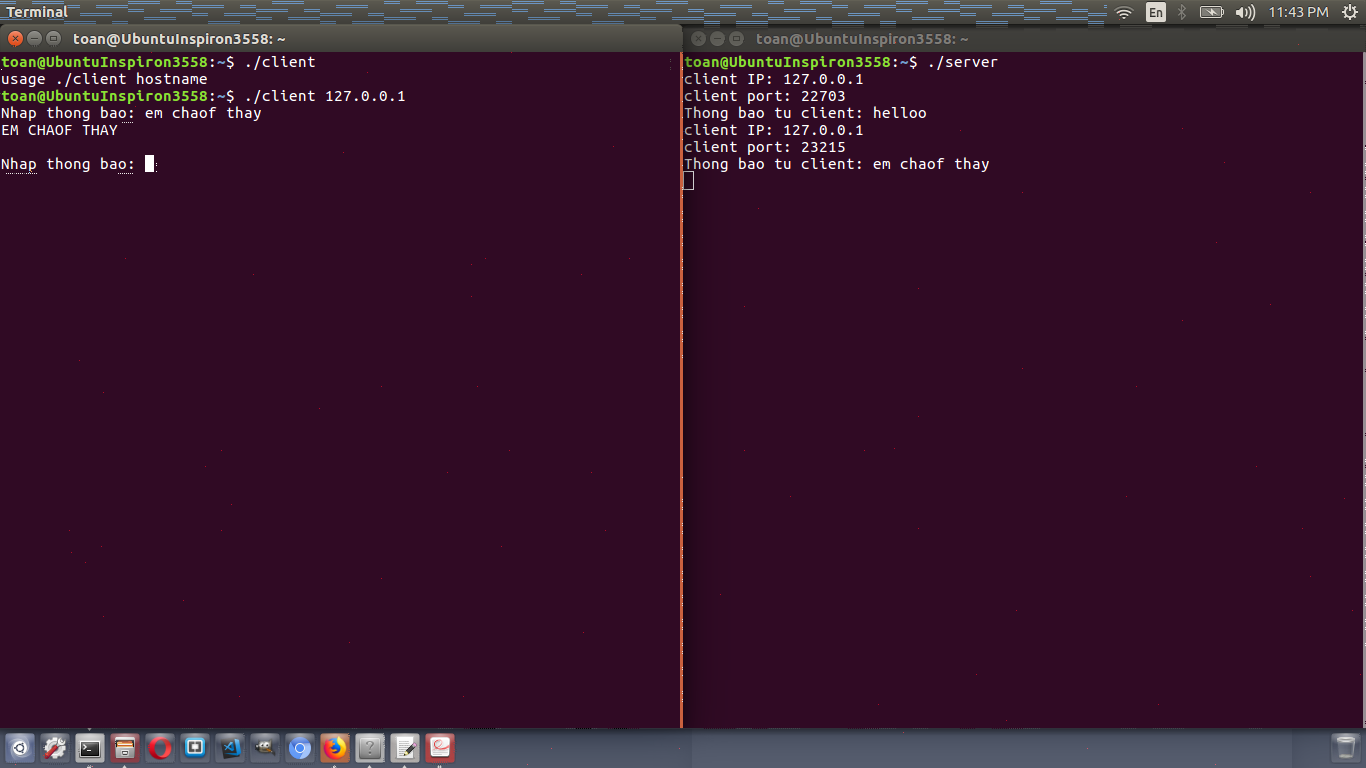 Terminal
En
11:43 PM
toan@UbuntuInspiron3558: ~
toan@UbuntuInspiron3558:~$ ./client
usage ./client hostname
toan@UbuntuInspiron3558:~$ ./client 127.0.0.1
Nhap thong bao: em chaof thay
EM CHAOF THAY
Nhap thong bao:
toan@UbuntuInspiron3558: ~
toan@UbuntuInspiron3558:~$ ./server
client IP: 127.0.0.1
client port: 22703
Thong bao tu client: helloo
client IP: 127.0.0.1
client port: 23215
Thong bao tu client: em chaof thay